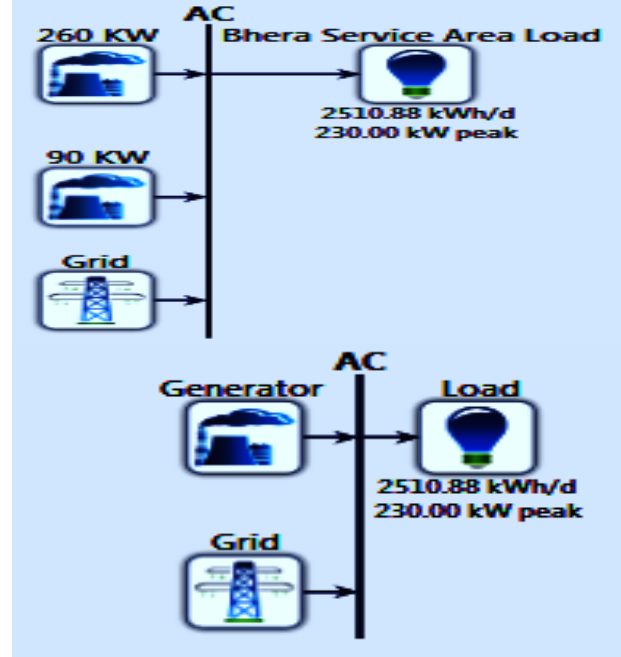 AC
260 KW
Bhera Service Area Load
2510.88 kWh/d
230.00 kW peak
90 KW
Grid
AC
Generator
Load
2510.88 kWh/d
230.00 kW peak
Grid